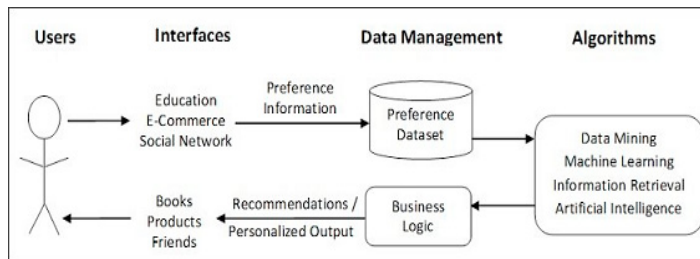 Users
Interfaces
Data Management
Algorithms
Education
E-Commerce
Social Network
Preference
Information
Preference
Dataset
Data Mining
Machine Learning
Information Retrieval
Artificial Intelligence
Books
Products
Friends
Recommendations /
Personalized Output
Business
Logic